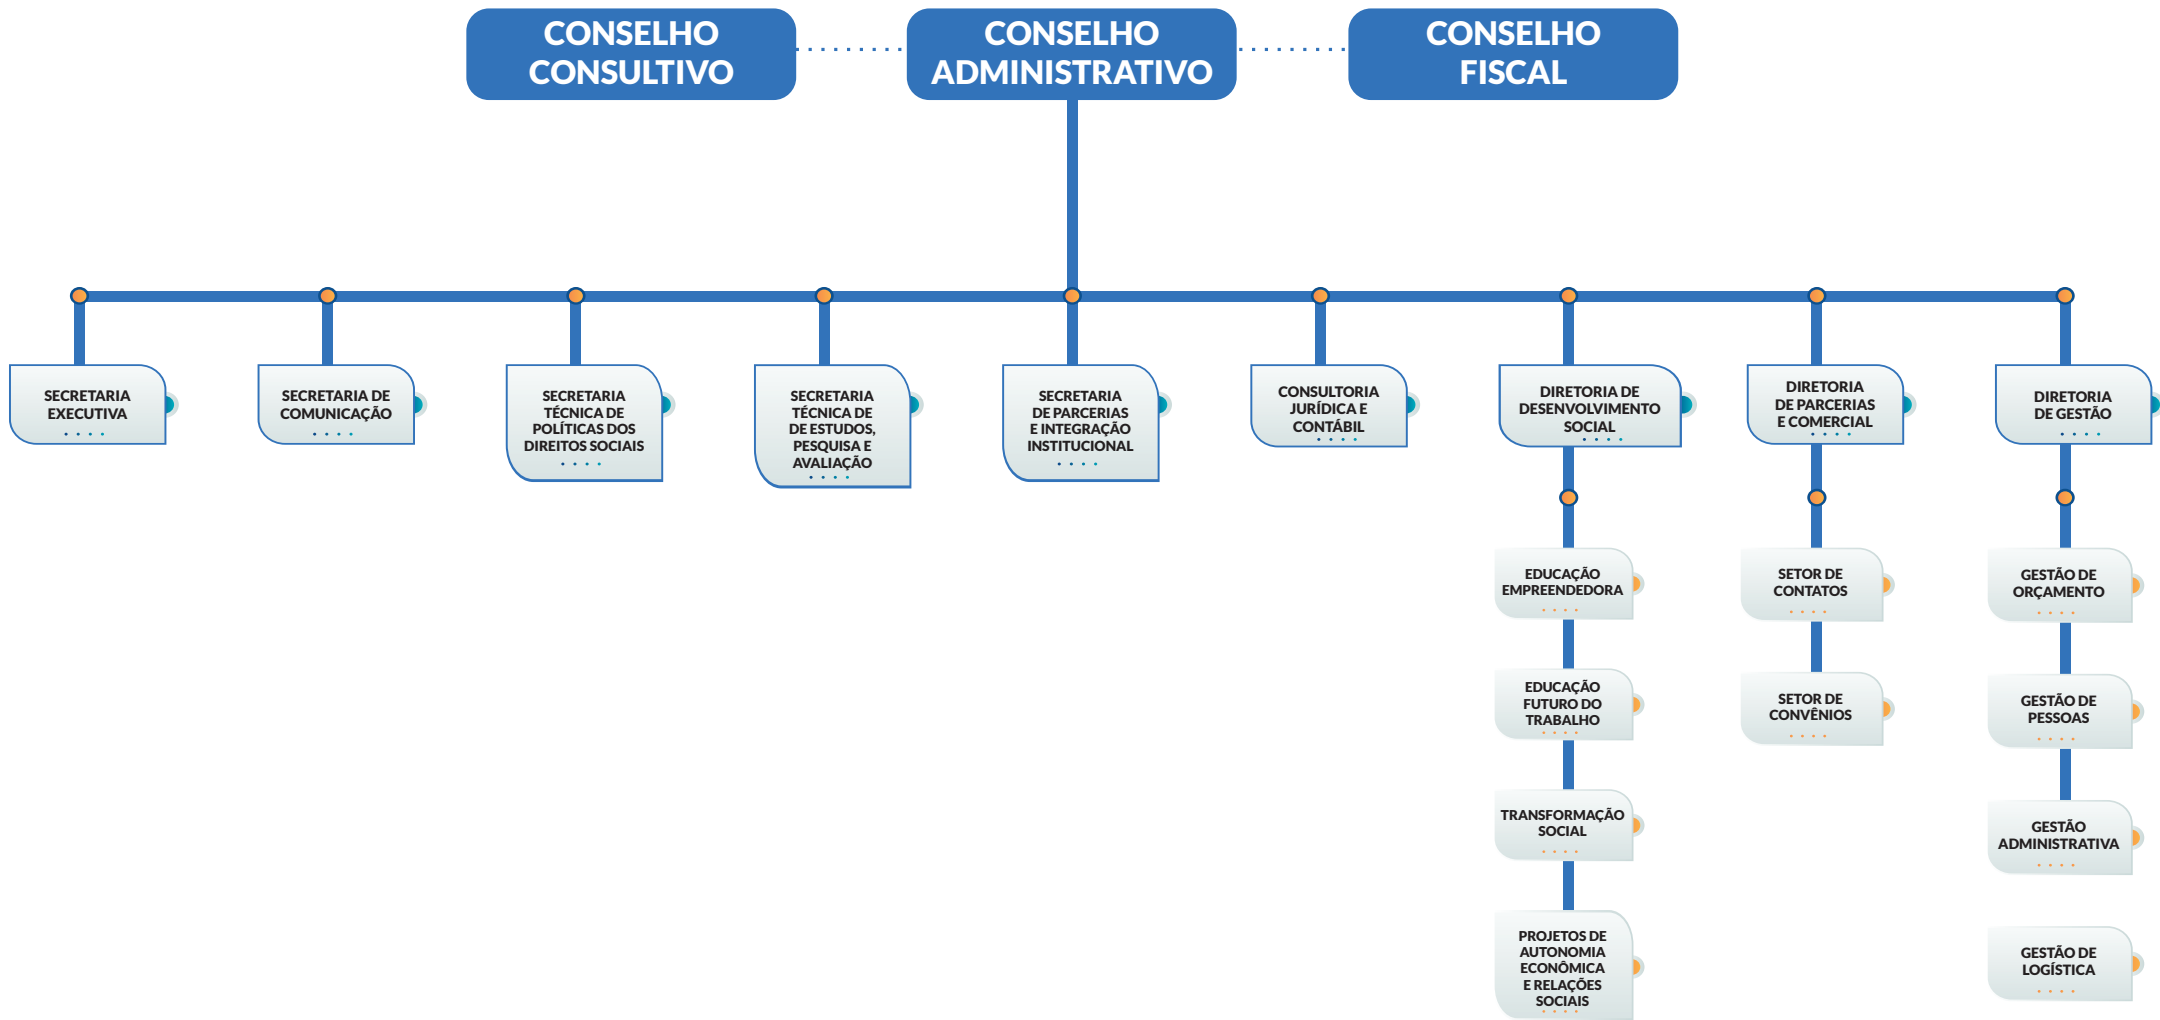 CONSELHO
CONSULTIVO
CONSELHO
ADMINISTRATIVO
CONSELHO
FISCAL
SECRETARIA
EXECUTIVA
SECRETARIA DE
COMUNICAÇÃO
SECRETARIA
TÉCNICA DE
POLÍTICAS DOS
DIREITOS SOCIAIS
SECRETARIA
TÉCNICA DE
DE ESTUDOS,
PESQUISA E
AVALIAÇÃO
SECRETARIA
DE PARCERIAS
E INTEGRAÇÃO
INSTITUCIONAL
CONSULTORIA
JURÍDICA E
CONTÁBIL
DIRETORIA DE
DESENVOLVIMENTO
SOCIAL
DIRETORIA
DE PARCERIAS
E COMERCIAL
DIRETORIA
DE GESTÃO
EDUCAÇÃO
EMPREENDEDORA
EDUCAÇÃO
FUTURO DO
TRABALHO
TRANSFORMAÇÃO
SOCIAL
PROJETOS DE
AUTONOMIA
ECONÔMICA
E RELAÇÕES
SOCIAIS
SETOR DE
CONTATOS
SETOR DE
CONVÊNIOS
GESTÃO DE
ORÇAMENTO
GESTÃO DE
PESSOAS
GESTÃO
ADMINISTRATIVA
GESTÃO DE
LOGÍSTICA